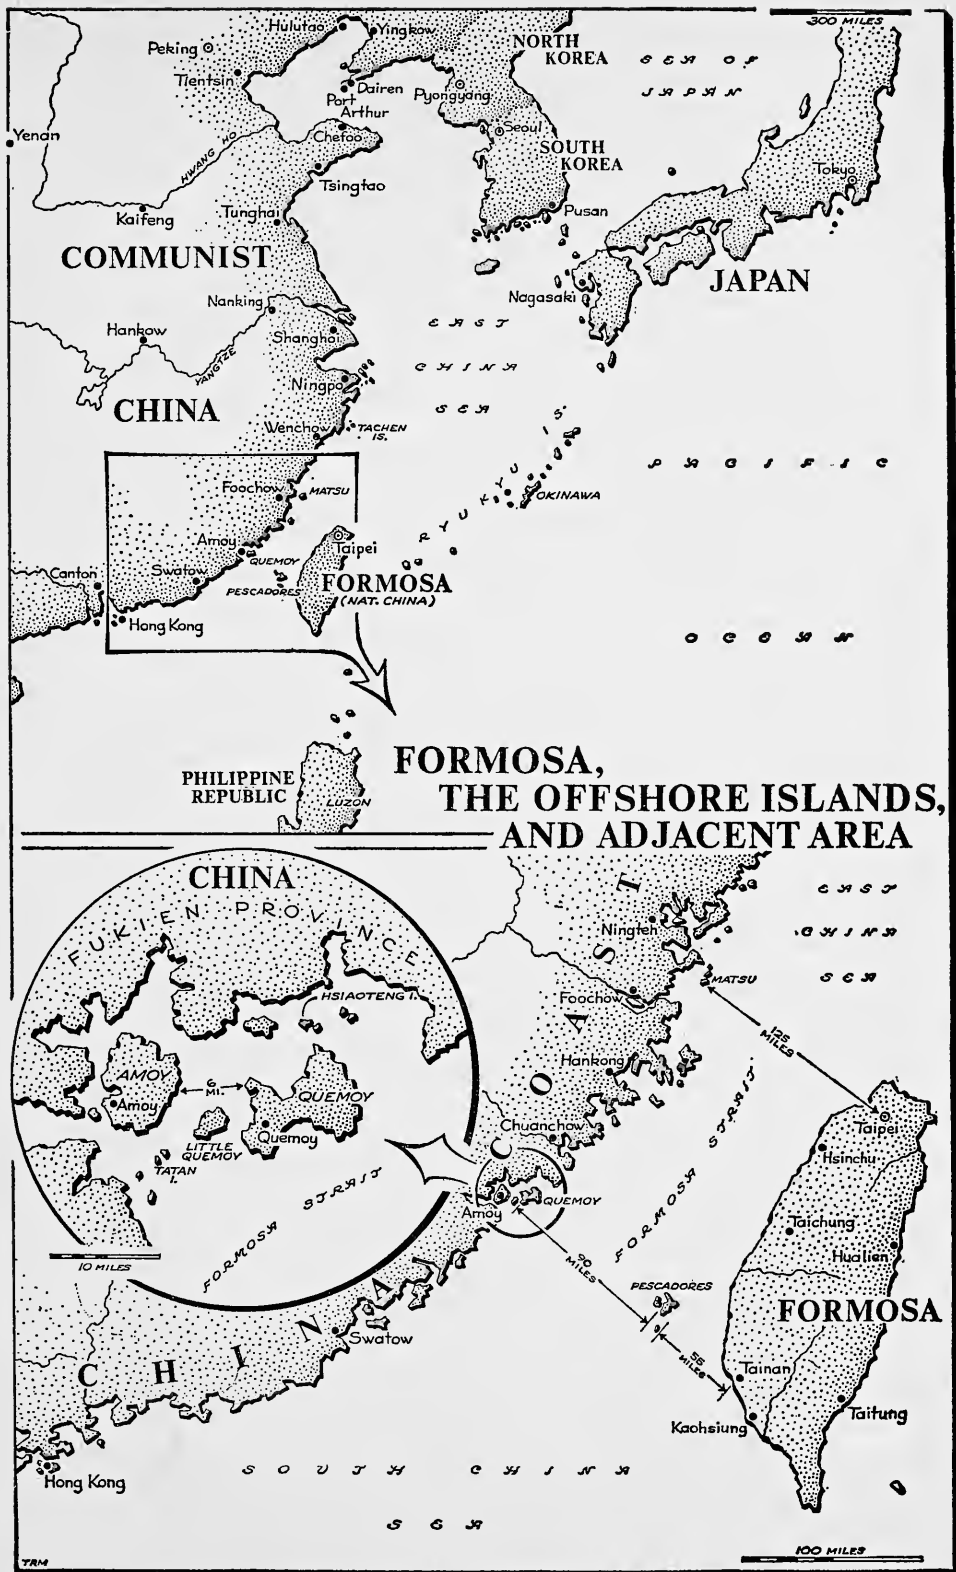 300 MILES
Hulutao
Yingkow
Peking
NORTH
KOREA
SEA OF
JAPAN
Tientsin
Dairen
Port
Arthur
Pyongyang
Yenan
Chefoo
Seoul
HWANG HO
SOUTH
KOREA
Tokyo
Tsingtao
Kaifeng
Tunghai
Pusan
COMMUNIST
JAPAN
Nanking
Nagasaki
Hankow
Shanghai
EAST
YANGTZE
CHINA
Ningpo
CHINA
SEA
Wenchow
TACHEN
IS.
RYUKYU IS.
PACIFIC
Foochow
MATSU
OKINAWA
Amoy
QUEMOY
Taipei
Canton
Swatow
PESCADORES
FORMOSA
(NAT. CHINA)
Hong Kong
OCEAN
PHILIPPINE
REPUBLIC
LUZON
FORMOSA,
THE OFFSHORE ISLANDS,
AND ADJACENT AREA
CHINA
FUKIEN PROVINCE
HSIAOTENG I.
AMOY
Amoy
6
MI.
QUEMOY
Quemoy
LITTLE
QUEMOY
TATAN
I.
FORMOSA STRAIT
10 MILES
EAST
CHINA
SEA
Ningteh
MATSU
Foochow
125
MILES
Hankong
Chuanchow
Taipei
Hsinchu
FORMOSA STRAIT
QUEMOY
Amoy
Taichung
Hualien
90
MILES
PESCADORES
FORMOSA
55
MILES
CHINA COAST
Swatow
Tainan
Kaohsiung
Taitung
Hong Kong
SOUTH CHINA
SEA
100 MILES
TRM